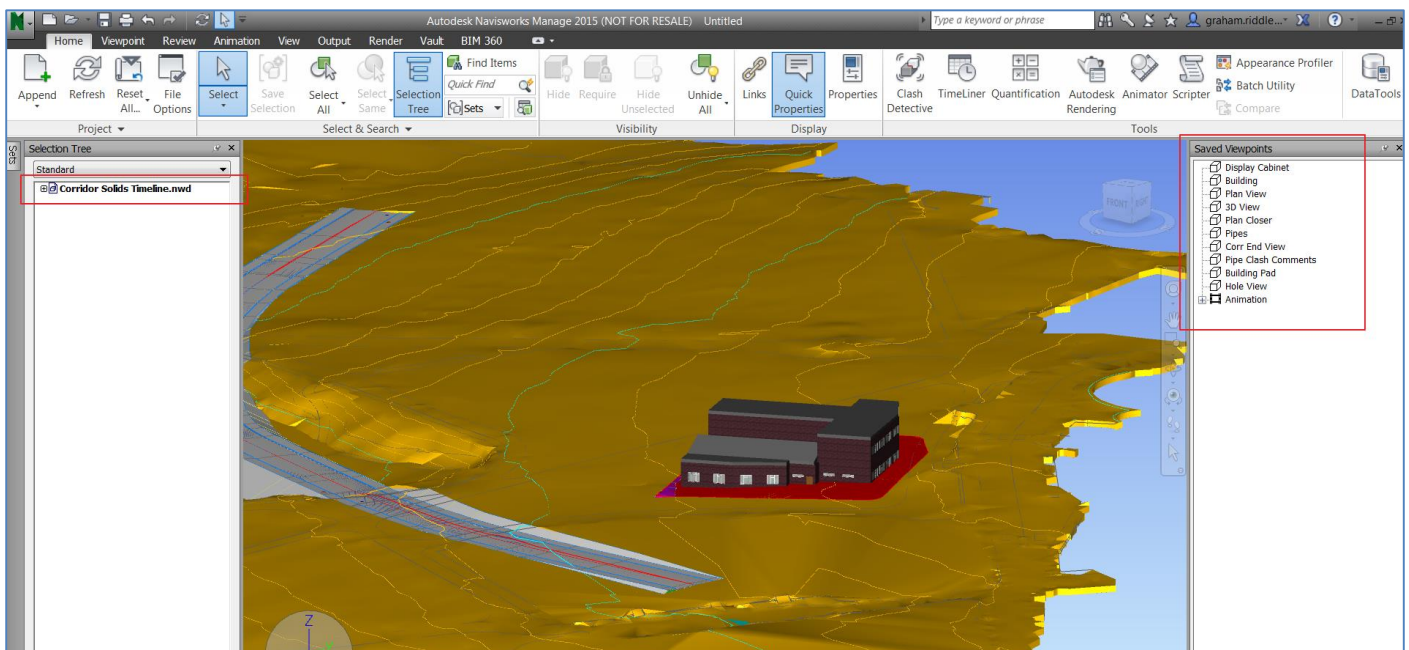 Autodesk Navisworks Manage 2015 (NOT FOR RESALE) Untitled
Type a keyword or phrase
graham.riddle...
Home Viewpoint Review Animation View Output Render Vault BIM 360
Append
Refresh
Reset All...
File Options
Select
Save Selection
Select All
Select Same
Selection Tree
Find Items
Quick Find
Sets
Hide
Require
Hide Unselected
Unhide All
Links
Quick Properties
Properties
Clash Detective
TimeLiner
Quantification
Autodesk Rendering
Animator
Scripter
Appearance Profiler
Batch Utility
Compare
DataTools
Project
Select & Search
Visibility
Display
Tools
Sets
Selection Tree
Standard
Corridor Solids Timeline.nwd
FRONT
Z
Saved Viewpoints
Display Cabinet
Building
Plan View
3D View
Plan Closer
Pipes
Corr End View
Pipe Clash Comments
Building Pad
Hole View
Animation